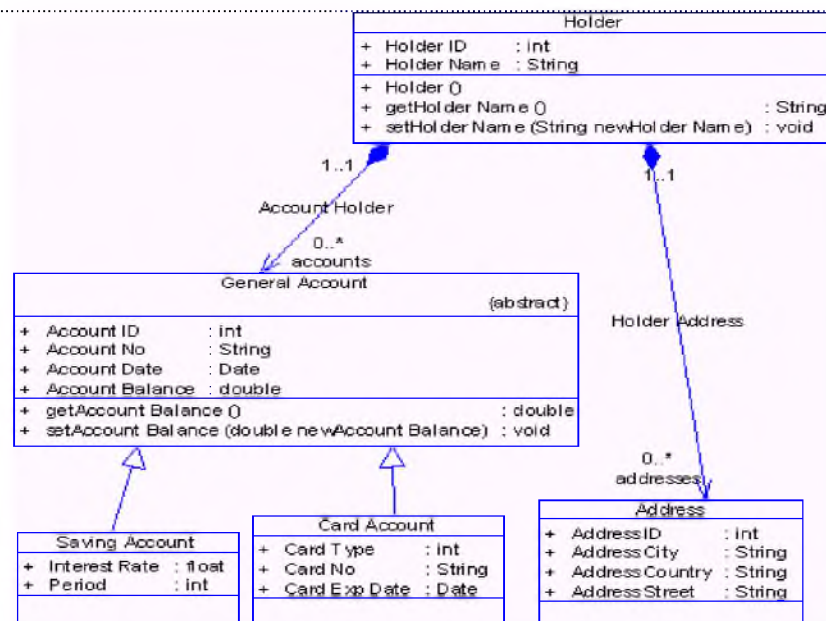 Holder
+ Holder ID : int
+ Holder Name : String
+ Holder ()
+ getHolder Name () : String
+ setHolder Name (String newHolder Name) : void
1..1
1..1
Account Holder
0..*
accounts
General Account
{abstract}
+ Account ID : int
+ Account No : String
+ Account Date : Date
+ Account Balance : double
+ getAccount Balance () : double
+ setAccount Balance (double newAccount Balance) : void
Holder Address
0..*
addresses
Saving Account
+ Interest Rate : float
+ Period : int
Card Account
+ Card Type : int
+ Card No : String
+ Card Exp Date : Date
Address
+ AddressID : int
+ AddressCity : String
+ AddressCountry : String
+ AddressStreet : String